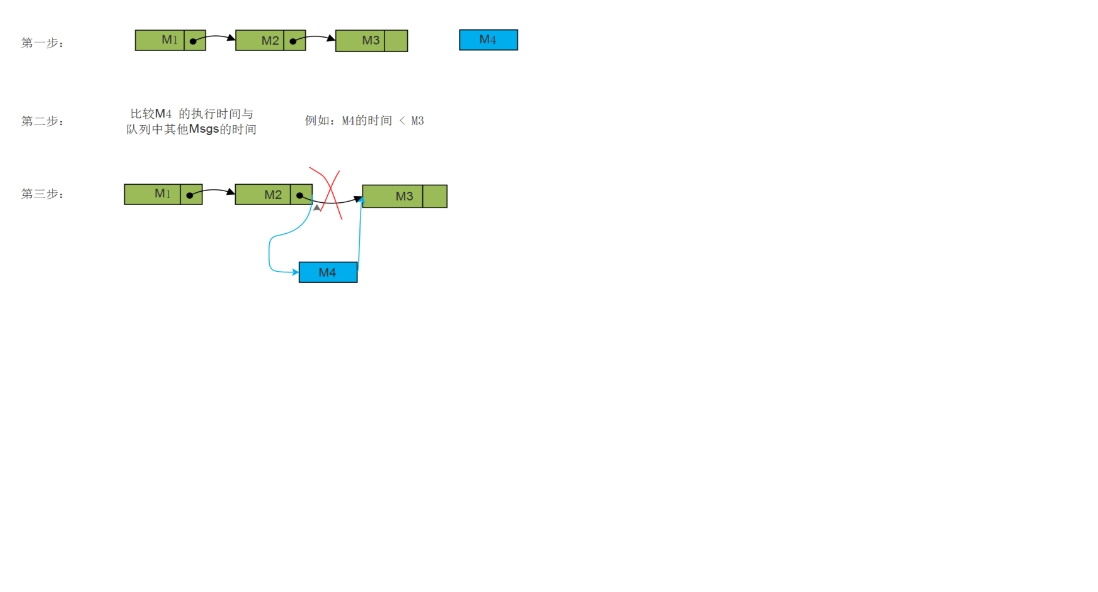 第一步： M1 M2 M3 M4
第二步： 比较M4 的执行时间与 例如：M4的时间 < M3
队列中其他Msgs的时间
第三步： M1 M2 M3
M4